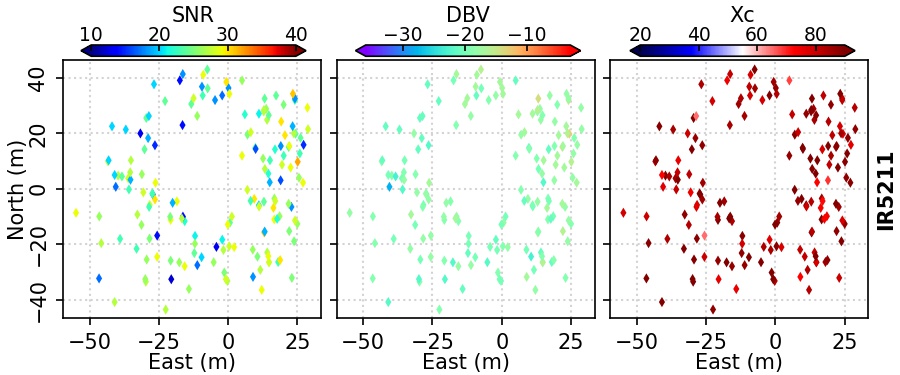 SNR DBV Xc
10 20 30 40 −30 −20 −10 20 40 60 80
North (m)
40
20
0
−20
−40
IR5211
−50 −25 0 25 −50 −25 0 25 −50 −25 0 25
East (m) East (m) East (m)